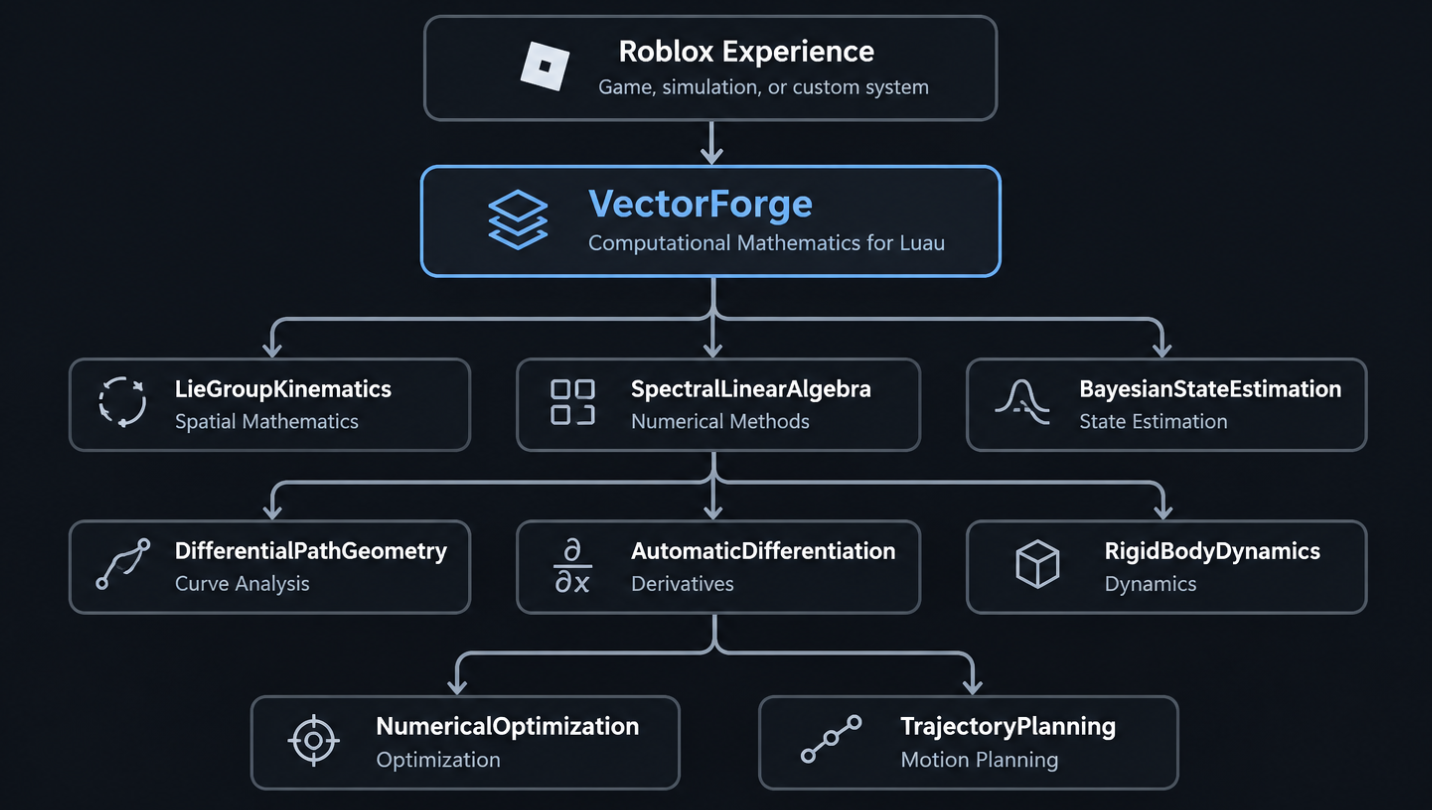 Roblox Experience
Game, simulation, or custom system
VectorForge
Computational Mathematics for Luau
LieGroupKinematics
Spatial Mathematics
SpectralLinearAlgebra
Numerical Methods
BayesianStateEstimation
State Estimation
DifferentialPathGeometry
Curve Analysis
∂
∂x
AutomaticDifferentiation
Derivatives
RigidBodyDynamics
Dynamics
NumericalOptimization
Optimization
TrajectoryPlanning
Motion Planning